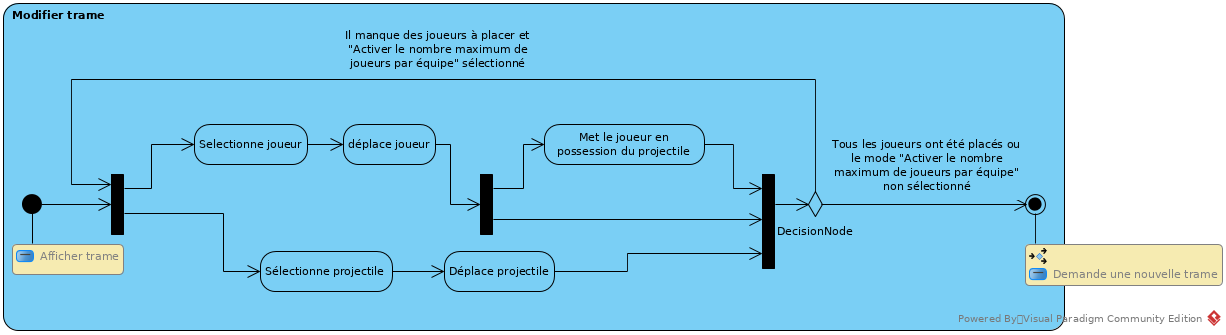 Modifier trame
Il manque des joueurs à placer et
"Activer le nombre maximum de
joueurs par équipe" sélectionné
Selectionne joueur
déplace joueur
Met le joueur en
possession du projectile
Tous les joueurs ont été placés ou
le mode "Activer le nombre
maximum de joueurs par équipe"
non sélectionné
DecisionNode
Afficher trame
Sélectionne projectile
Déplace projectile
Demande une nouvelle trame
Powered By Visual Paradigm Community Edition